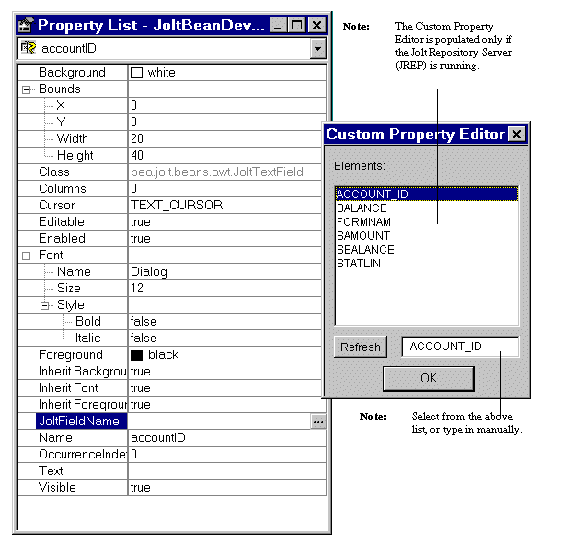 Property List - JoltBeanDev...
accountID
Background white
Bounds
X 0
Y 0
Width 20
Height 40
Class bea.jolt.beans.awt.JoltTextField
Columns 0
Cursor TEXT_CURSOR
Editable true
Enabled true
Font
Name Dialog
Size 12
Style
Bold false
Italic false
Foreground black
Inherit Backgrou true
Inherit Font true
Inherit Foregrour true
JoltFieldName ...
Name accountID
OccurrenceInde 0
Text
Visible true
Note: The Custom Property
Editor is populated only if
the Jolt Repository Server
(JREP) is running.
Custom Property Editor
Elements:
ACCOUNT_ID
BALANCE
FORMNAM
SAMOUNT
SBALANCE
STATLIN
Refresh ACCOUNT_ID
OK
Note: Select from the above
list, or type in manually.